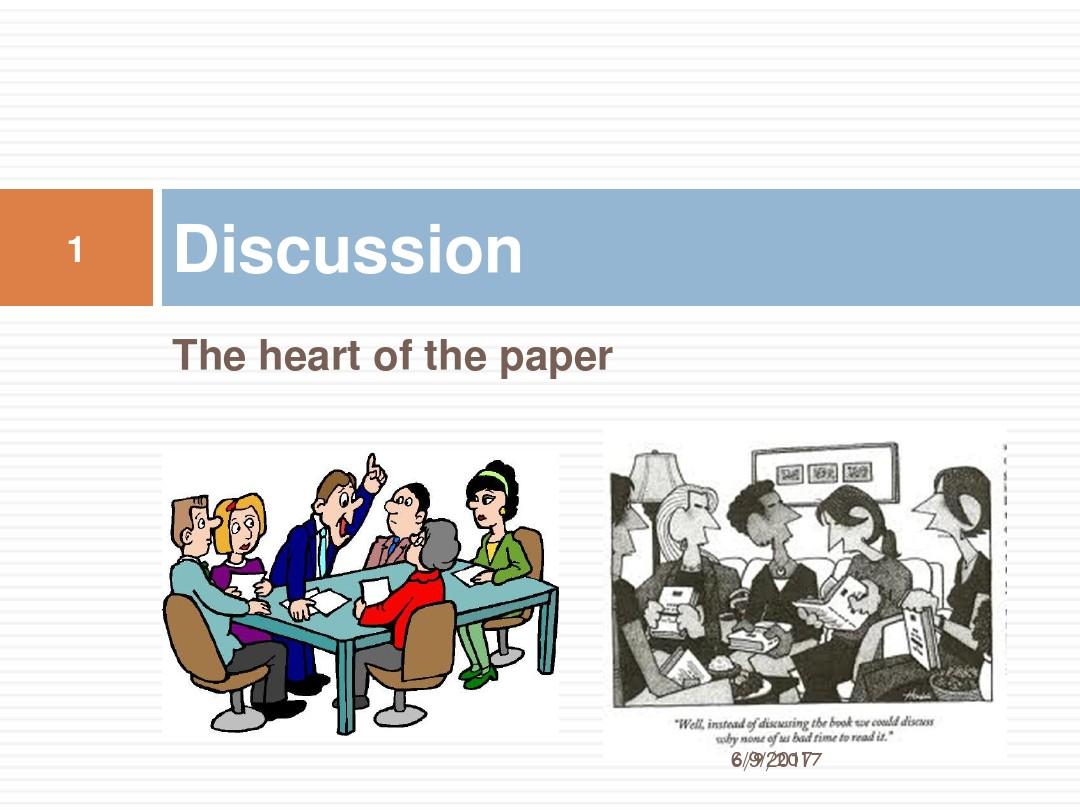 1
Discussion
The heart of the paper
"Well, instead of discussing the book we could discuss
why none of us had time to read it."
6/9/2017